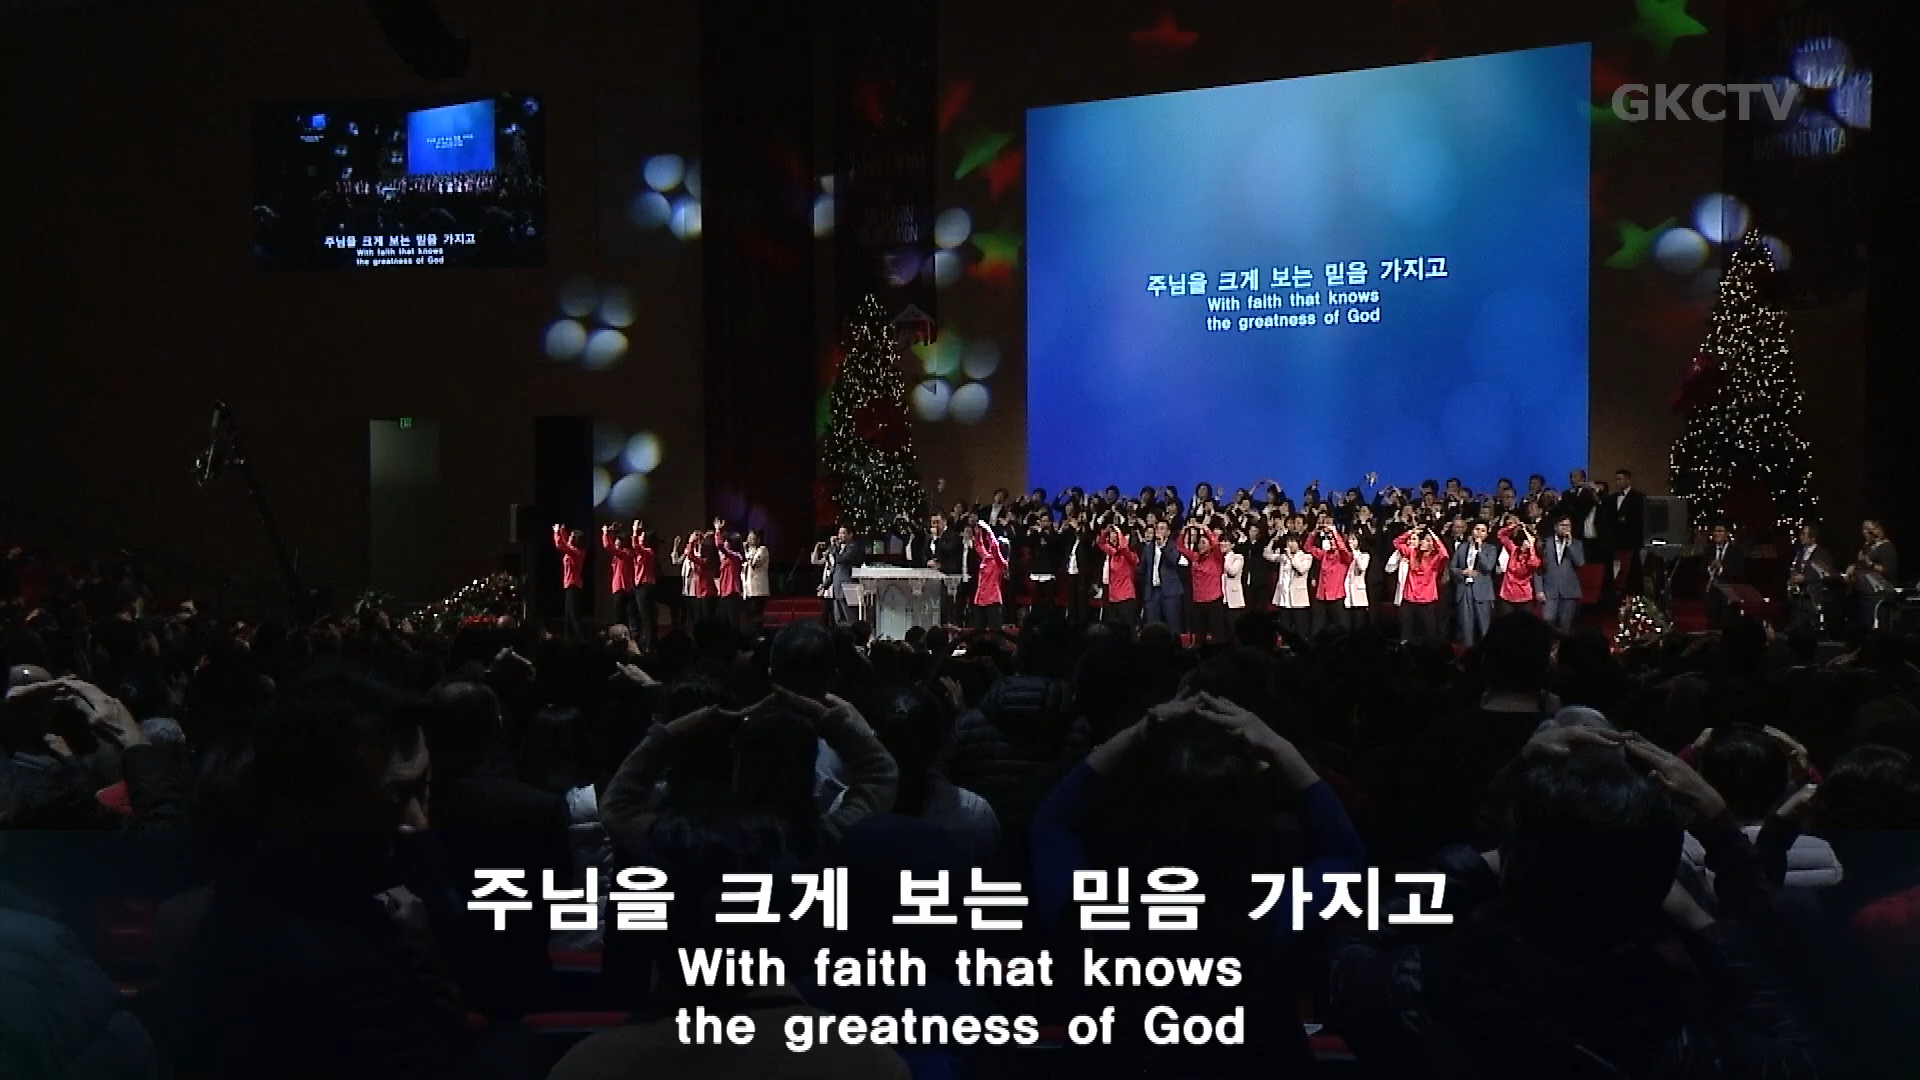 GKCTV
HAPPY NEW YEA
주님을 크게 보는 믿음 가지고
With faith that knows
the greatness of God
주님을 크게 보는 믿음 가지고
With faith that knows
the greatness of God
주님을 크게 보는 믿음 가지고
With faith that knows
the greatness of God